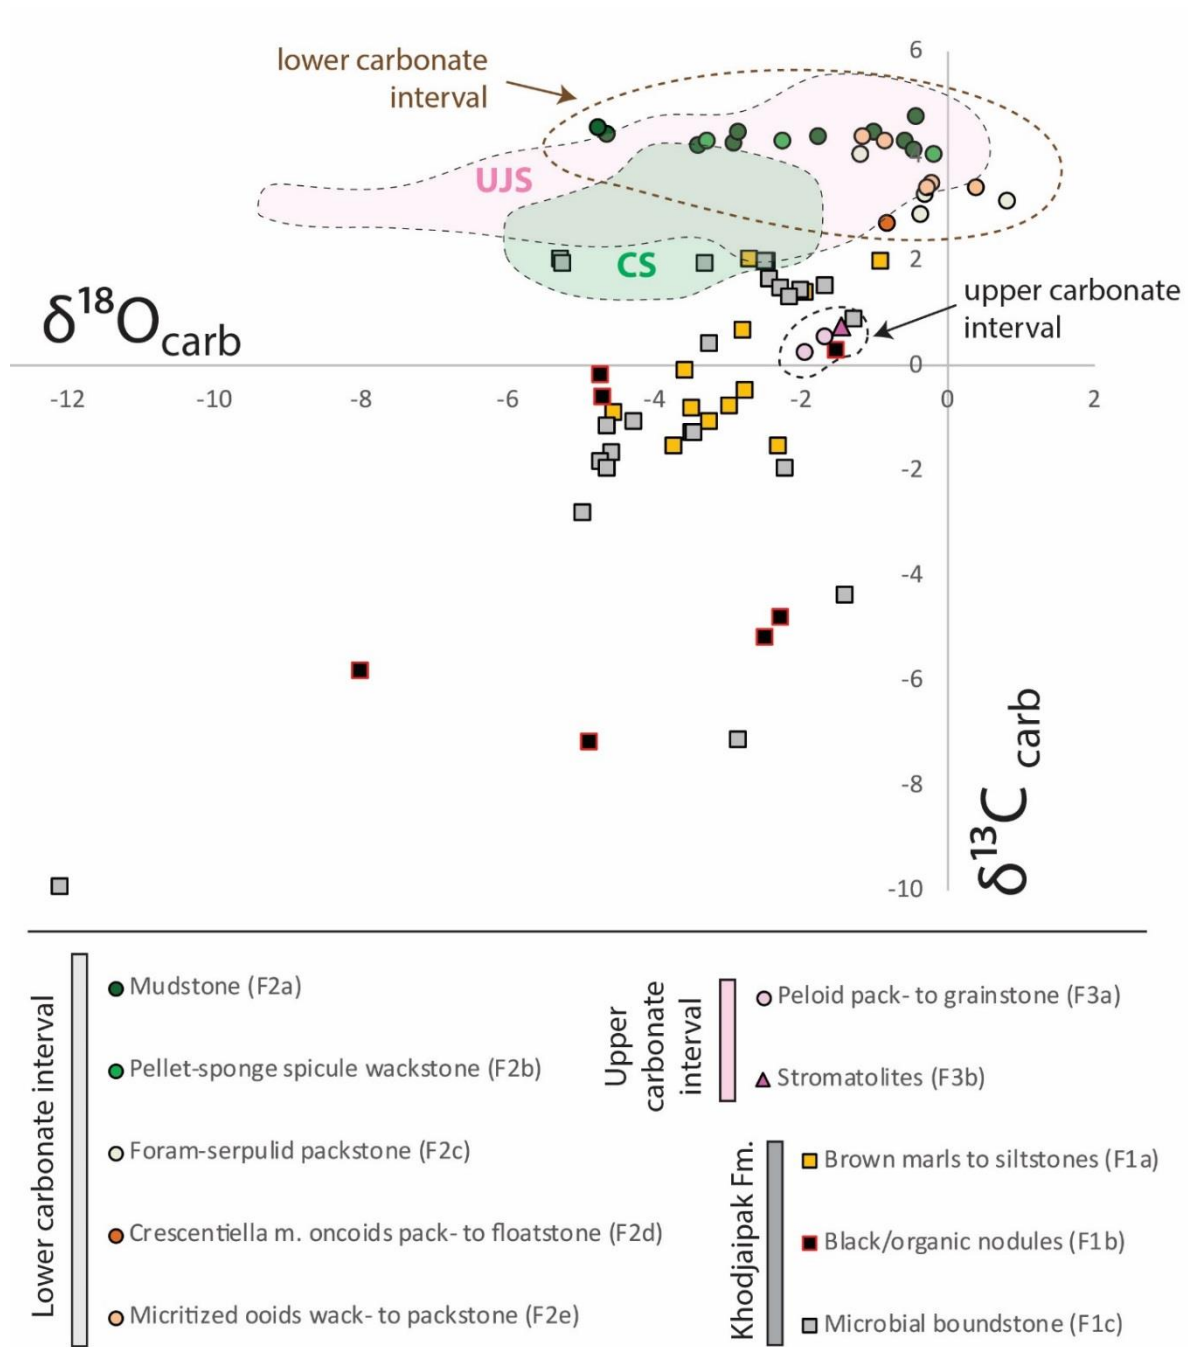 lower carbonate
interval
6
4
UJS
CS
2
δ¹⁸Ocarb
upper carbonate
interval
0
-12 -10 -8 -6 -4 -2 0 2
-2
-4
-6
-8
-10
δ¹³C carb
Lower carbonate interval
Mudstone (F2a)
Pellet-sponge spicule wackstone (F2b)
Foram-serpulid packstone (F2c)
Crescentiella m. oncoids pack- to floatstone (F2d)
Micritized ooids wack- to packstone (F2e)
Upper
carbonate
interval
Peloid pack- to grainstone (F3a)
Stromatolites (F3b)
Khodjaipak Fm.
Brown marls to siltstones (F1a)
Black/organic nodules (F1b)
Microbial boundstone (F1c)